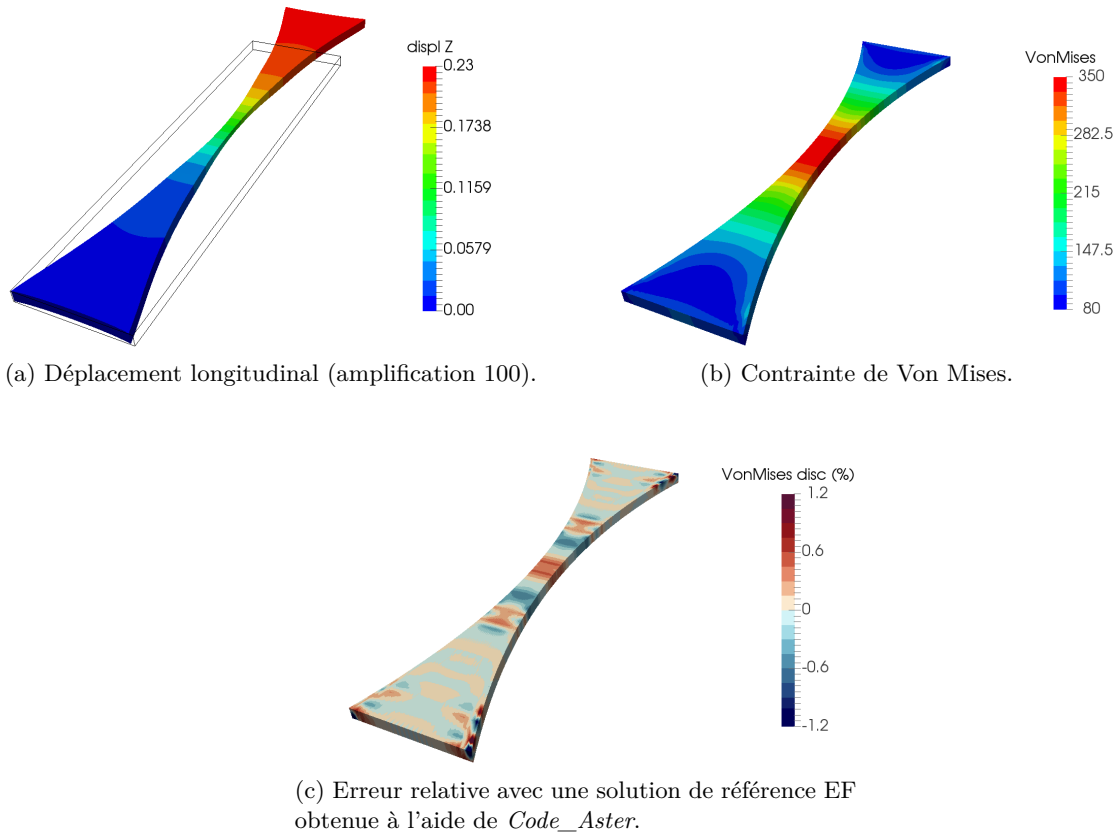 displ Z
0.23
0.1738
0.1159
0.0579
0.00
(a) Déplacement longitudinal (amplification 100).
VonMises
350
282.5
215
147.5
80
(b) Contrainte de Von Mises.
VonMises disc (%)
1.2
0.6
0
-0.6
-1.2
(c) Erreur relative avec une solution de référence EF
obtenue à l'aide de Code_Aster.